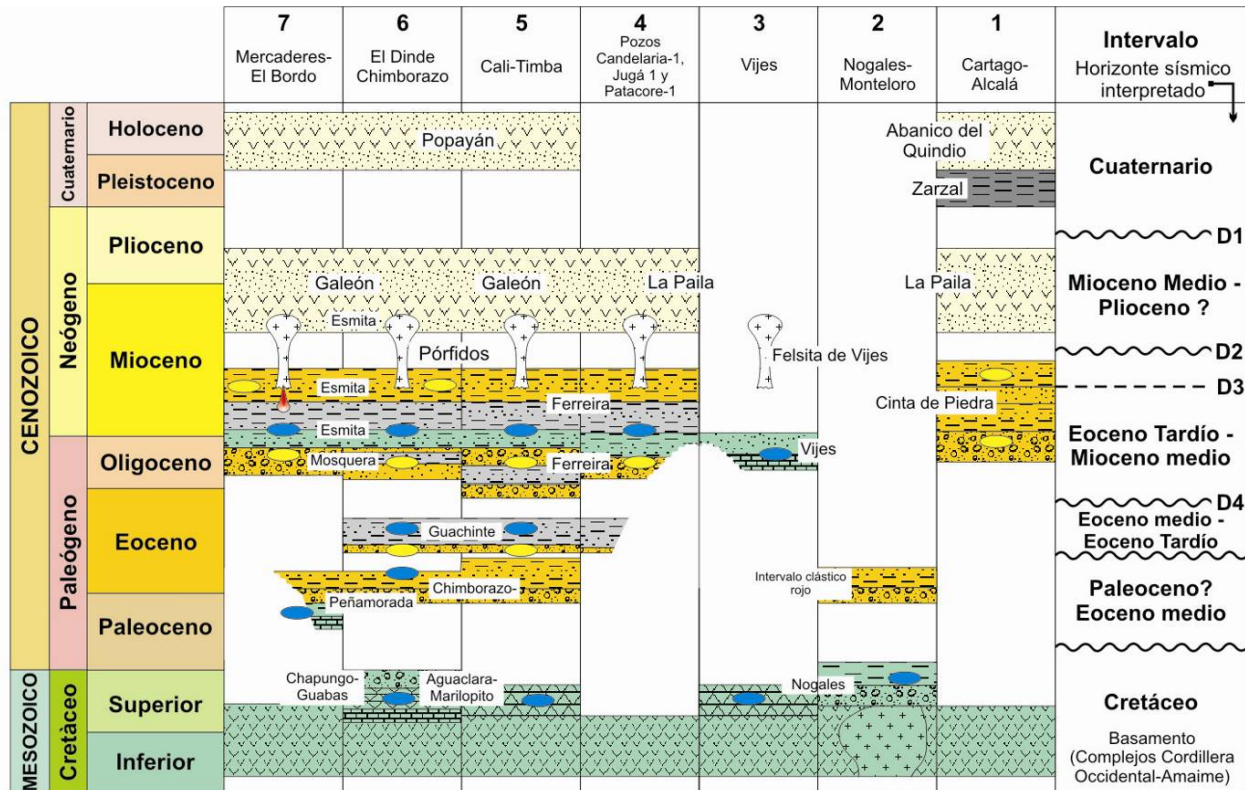 7
Mercaderes-
El Bordo
6
El Dinde
Chimborazo
5
Cali-Timba
4
Pozos
Candelaria-1,
Jugá 1 y
Patacore-1
3
Vijes
2
Nogales-
Monteloro
1
Cartago-
Alcalá
Intervalo
Horizonte sísmico
interpretado
CENOZOICO
MESOZOICO
Cuaternario
Neógeno
Paleógeno
Cretáceo
Holoceno
Pleistoceno
Plioceno
Mioceno
Oligoceno
Eoceno
Paleoceno
Superior
Inferior
Popayán
Abanico del
Quindio
Zarzal
Galeón
Galeón
La Paila
La Paila
Esmita
Pórfidos
Felsita de Vijes
Esmita
Ferreira
Cinta de Piedra
Esmita
Mosquera
Ferreira
Vijes
Guachinte
Chimborazo-
Peñamorada
Intervalo clástico
rojo
Chapungo-
Guabas
Aguaclara-
Marilopito
Nogales
Cuaternario
D1
Mioceno Medio -
Plioceno ?
D2
D3
Eoceno Tardío -
Mioceno medio
D4
Eoceno medio -
Eoceno Tardío
Paleoceno?
Eoceno medio
Cretáceo
Basamento
(Complejos Cordillera
Occidental-Amaime)